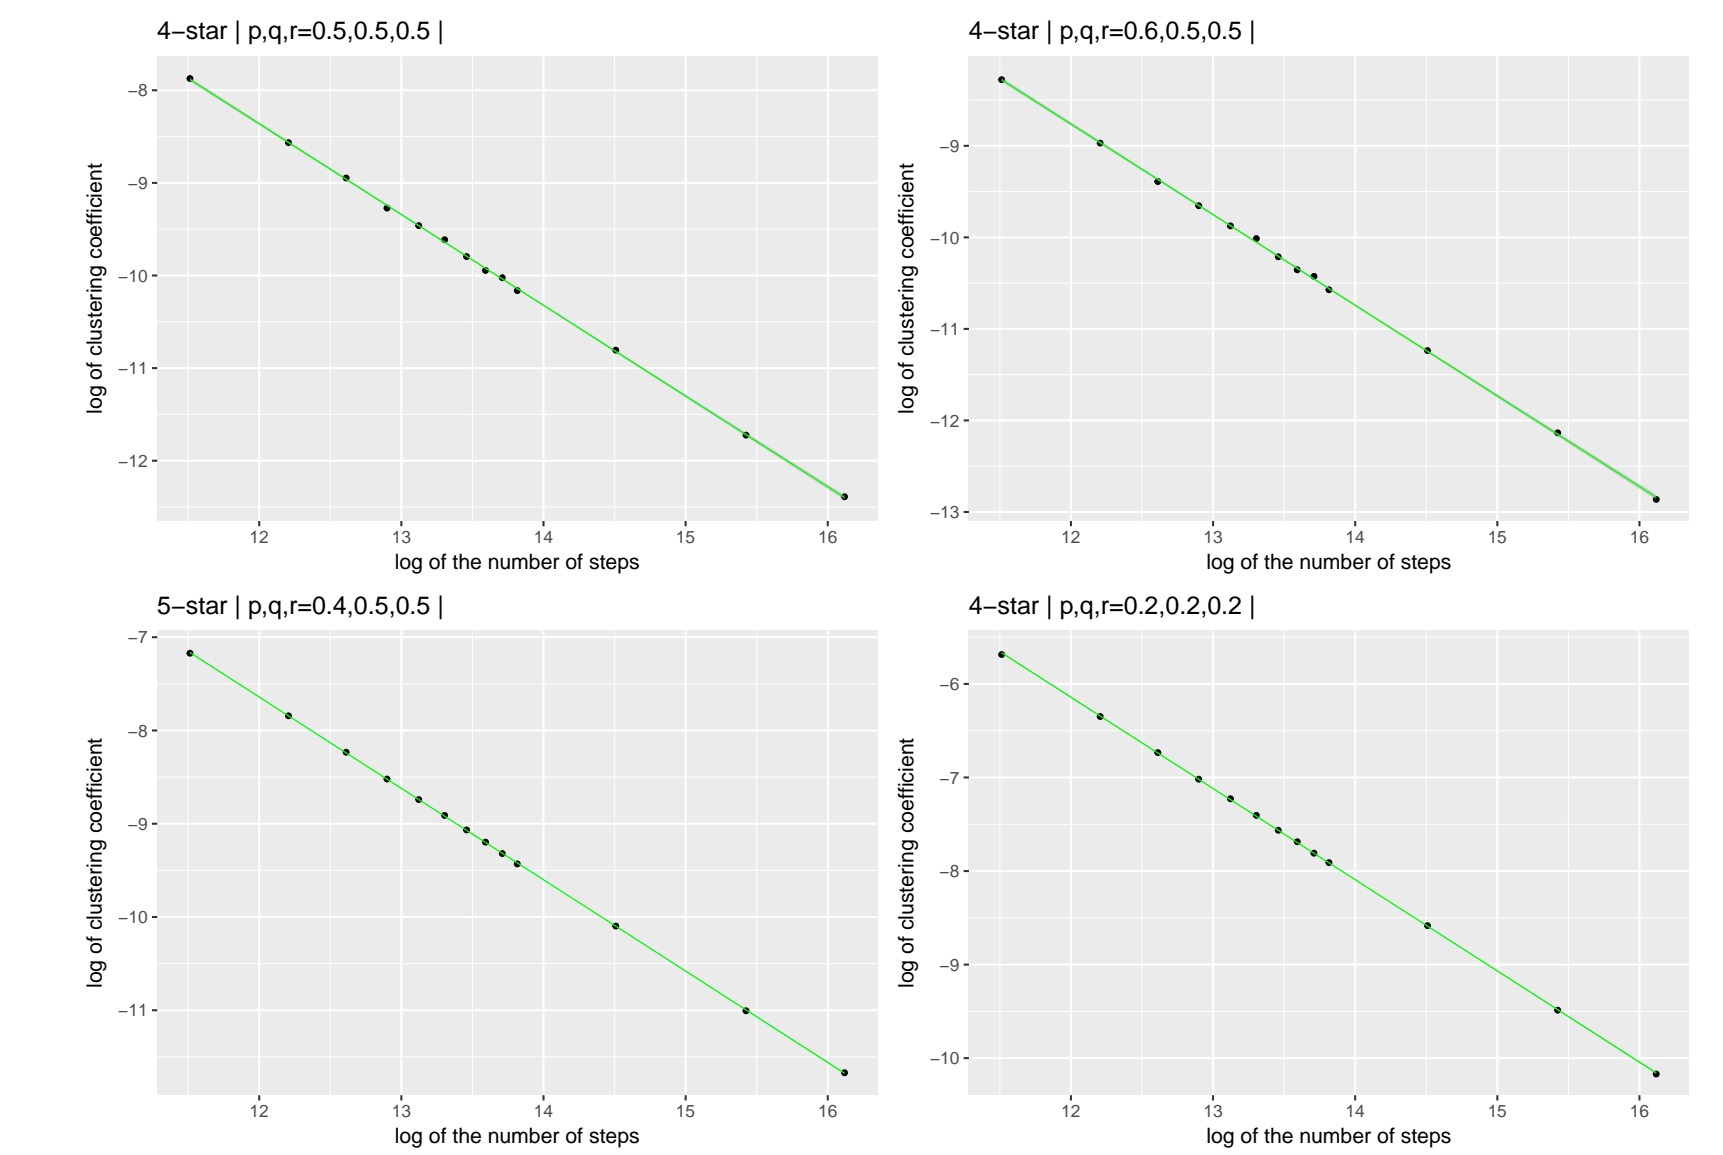 4−star | p,q,r=0.5,0.5,0.5 |
−8
−9
−10
−11
−12
log of clustering coefficient
12 13 14 15 16
log of the number of steps
4−star | p,q,r=0.6,0.5,0.5 |
−9
−10
−11
−12
−13
log of clustering coefficient
12 13 14 15 16
log of the number of steps
5−star | p,q,r=0.4,0.5,0.5 |
−7
−8
−9
−10
−11
log of clustering coefficient
12 13 14 15 16
log of the number of steps
4−star | p,q,r=0.2,0.2,0.2 |
−6
−7
−8
−9
−10
log of clustering coefficient
12 13 14 15 16
log of the number of steps